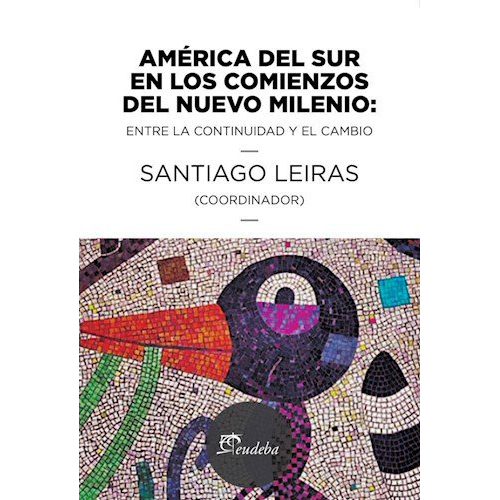 AMÉRICA DEL SUR
EN LOS COMIENZOS
DEL NUEVO MILENIO:
ENTRE LA CONTINUIDAD Y EL CAMBIO
SANTIAGO LEIRAS
(COORDINADOR)
eudeba